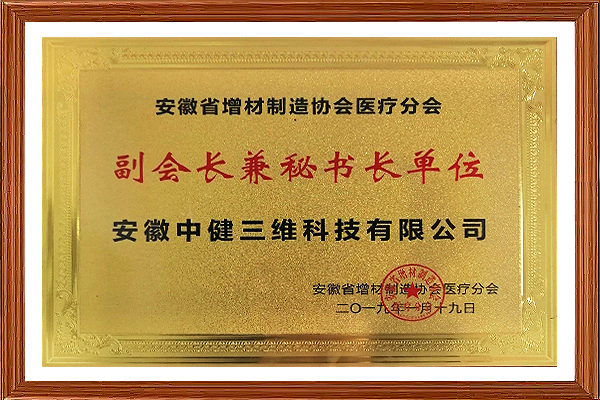 安徽省增材制造协会医疗分会
副会长兼秘书长单位
安徽中健三维科技有限公司
安徽省增材制造协会医疗分会
二〇一九年一月十九日